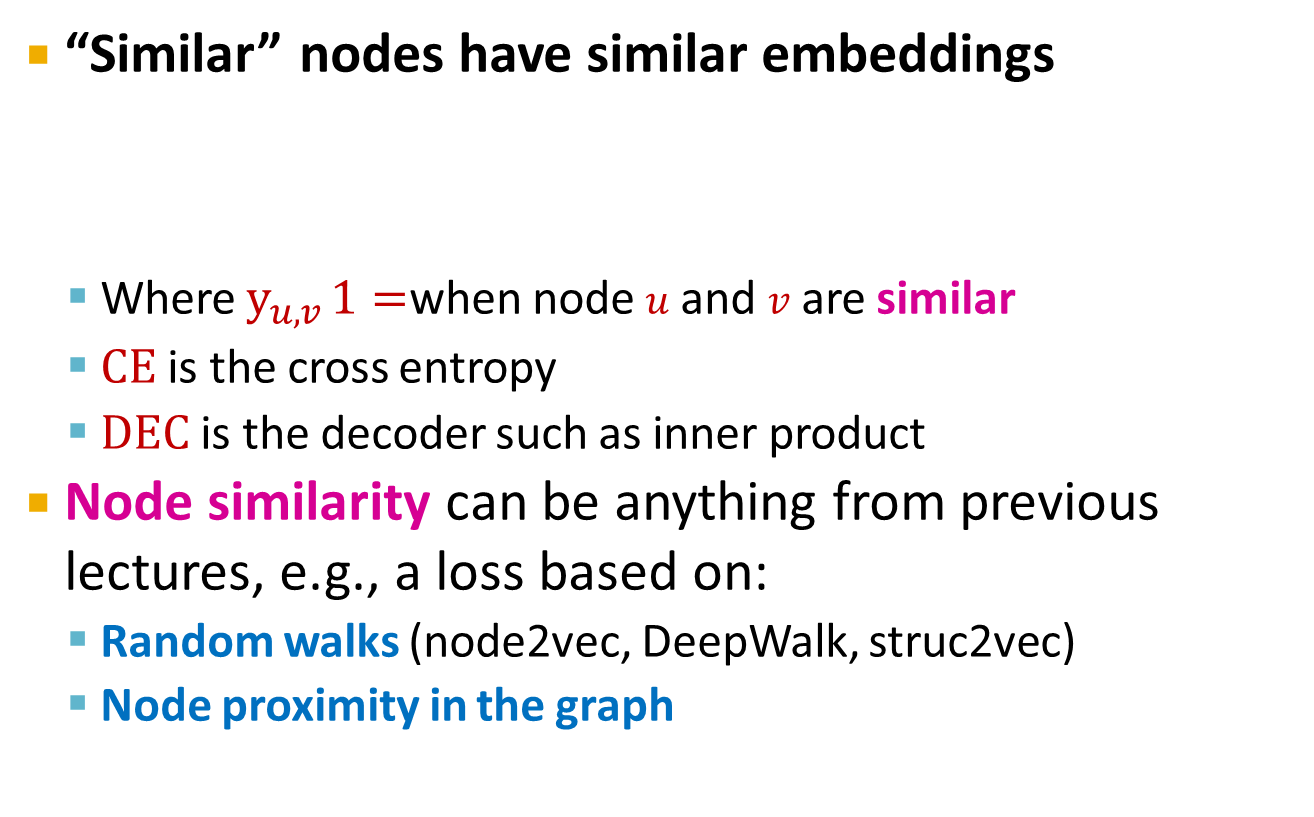 “Similar” nodes have similar embeddings
Where y𝑢,𝑣 1 =when node 𝑢 and 𝑣 are similar
CE is the cross entropy
DEC is the decoder such as inner product
Node similarity can be anything from previous
lectures, e.g., a loss based on:
Random walks (node2vec, DeepWalk, struc2vec)
Node proximity in the graph